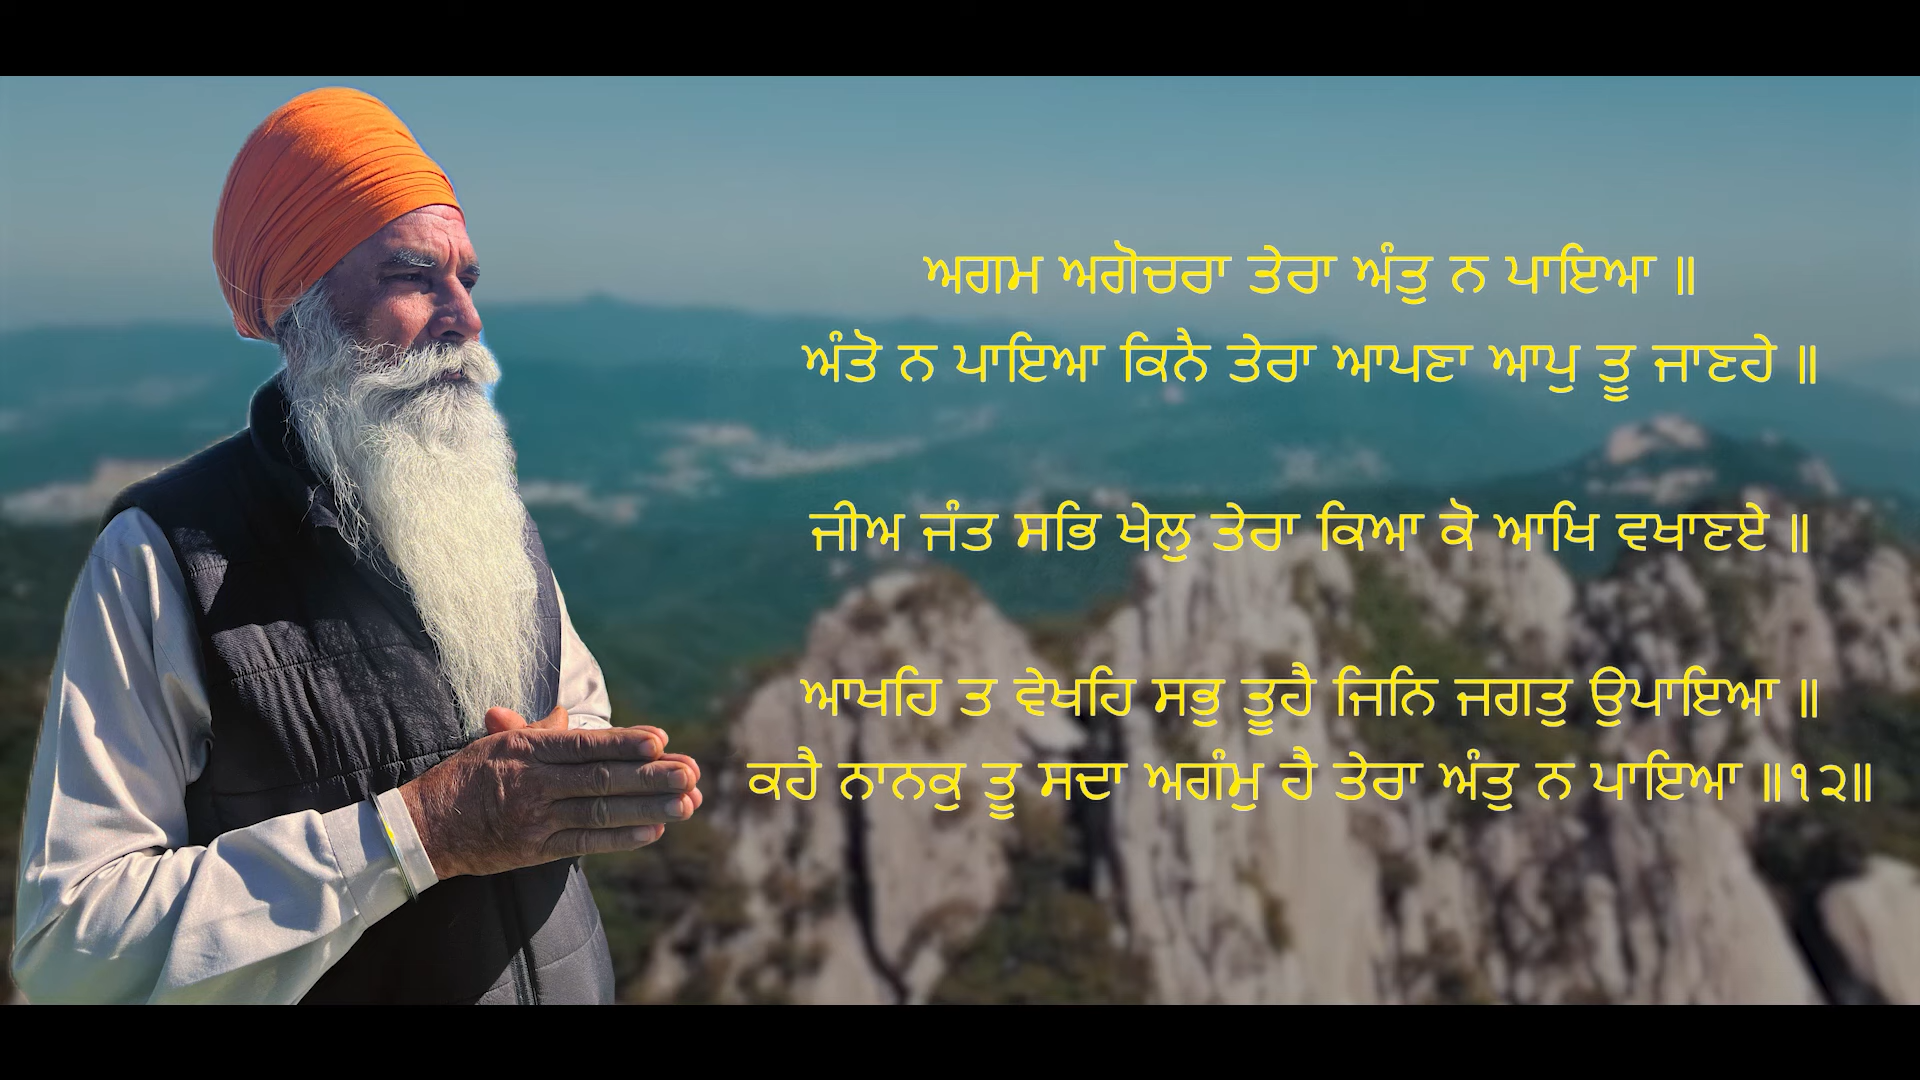 ਅਗਮ ਅਗੋਚਰਾ ਤੇਰਾ ਅੰਤੁ ਨ ਪਾਇਆ ॥
ਅੰਤੋ ਨ ਪਾਇਆ ਕਿਨੈ ਤੇਰਾ ਆਪਣਾ ਆਪੁ ਤੂ ਜਾਣਹੇ ॥
ਜੀਅ ਜੰਤ ਸਭਿ ਖੇਲੁ ਤੇਰਾ ਕਿਆ ਕੋ ਆਖਿ ਵਖਾਣਏ ॥
ਆਖਹਿ ਤ ਵੇਖਹਿ ਸਭੁ ਤੂਹੈ ਜਿਨਿ ਜਗਤੁ ਉਪਾਇਆ ॥
ਕਹੈ ਨਾਨਕੁ ਤੂ ਸਦਾ ਅਗੰਮੁ ਹੈ ਤੇਰਾ ਅੰਤੁ ਨ ਪਾਇਆ ॥੧੨॥